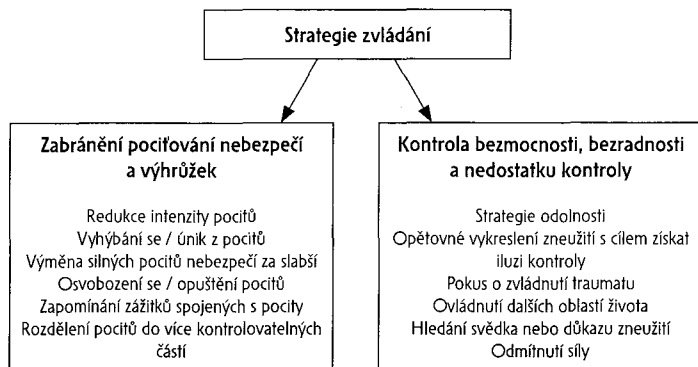 Strategie zvládání
Zabránění pociťování nebezpečí
a výhrůžek
Redukce intenzity pocitů
Vyhýbání se / únik z pocitů
Výměna silných pocitů nebezpečí za slabší
Osvobození se / opuštění pocitů
Zapomínání zážitků spojených s pocity
Rozdělení pocitů do více kontrolovatelných
částí
Kontrola bezmocnosti, bezradnosti
a nedostatku kontroly
Strategie odolnosti
Opětovné vykreslení zneužití s cílem získat
iluzi kontroly
Pokus o zvládnutí traumatu
Ovládnutí dalších oblastí života
Hledání svědka nebo důkazu zneužití
Odmítnutí síly